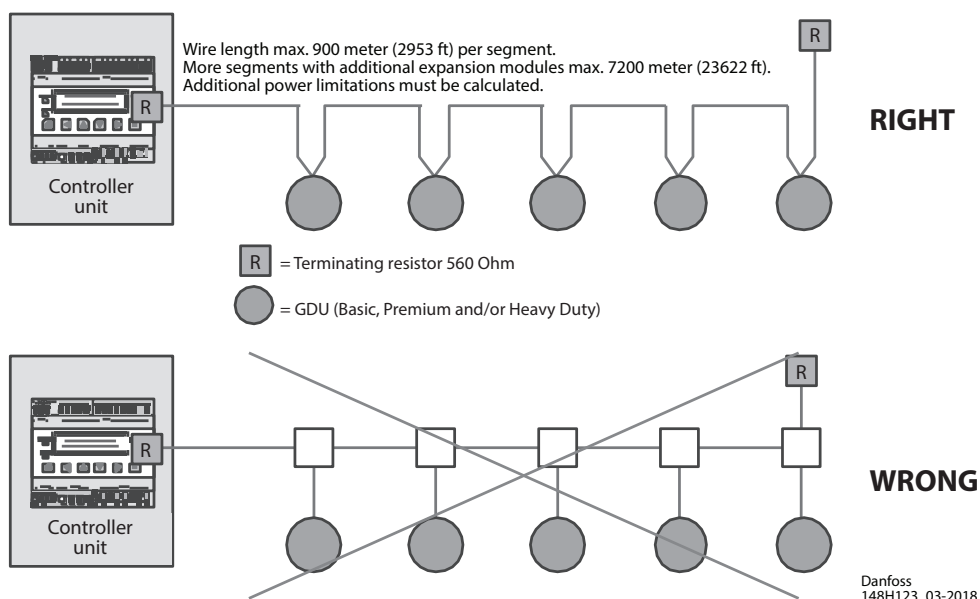 R
Wire length max. 900 meter (2953 ft) per segment.
More segments with additional expansion modules max. 7200 meter (23622 ft).
Additional power limitations must be calculated.
R
RIGHT
Controller
unit
R = Terminating resistor 560 Ohm
= GDU (Basic, Premium and/or Heavy Duty)
R
R
WRONG
Controller
unit
Danfoss
148H123 03-2018